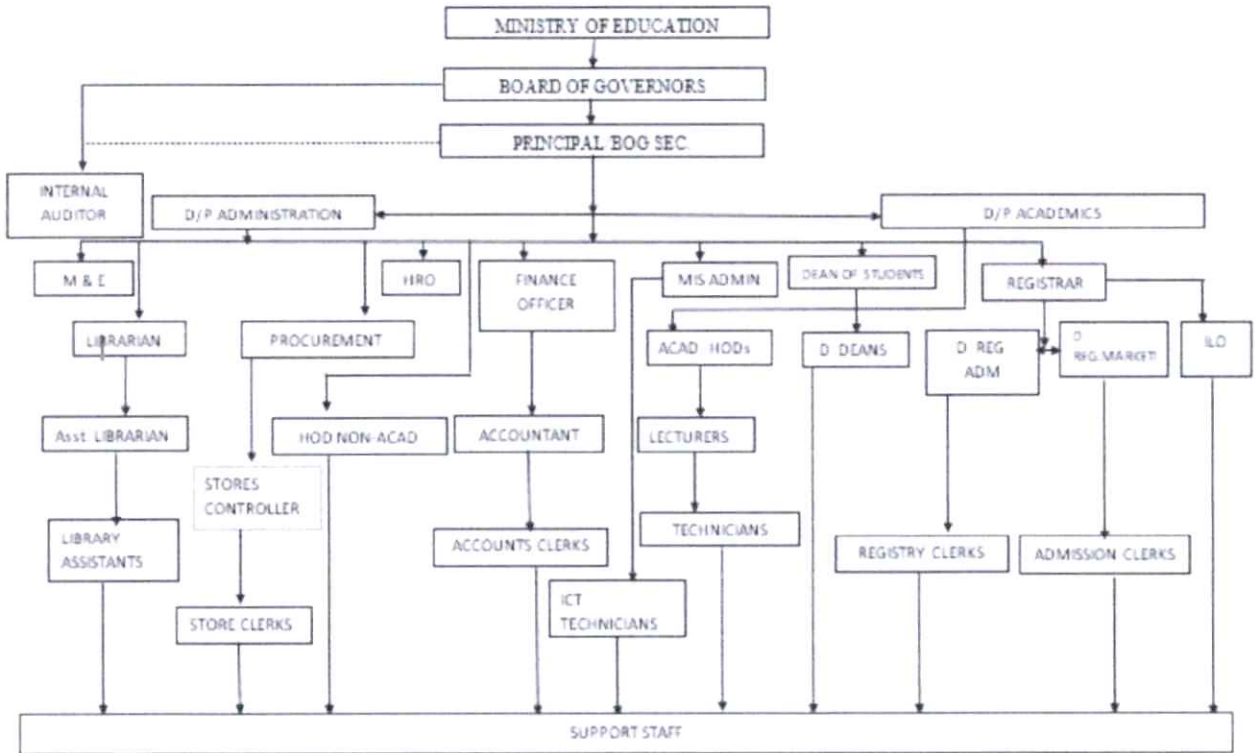 MINISTRY OF EDUCATION
BOARD OF GOVERNORS
PRINCIPAL/BOG SEC.
INTERNAL
AUDITOR
D/P ADMINISTRATION
D/P ACADEMICS
M & E
HRO
FINANCE
OFFICER
MIS ADMIN
DEAN OF STUDENTS
REGISTRAR
LIBRARIAN
PROCUREMENT
ACAD. HODs
D. DEANS
D. REG
ADM
D
REG.MARKETI
ILO
Asst. LIBRARIAN
HOD NON-ACAD
ACCOUNTANT
LECTURERS
STORES
CONTROLLER
LIBRARY
ASSISTANTS
ACCOUNTS CLERKS
TECHNICIANS
REGISTRY CLERKS
ADMISSION CLERKS
STORE CLERKS
ICT
TECHNICIANS
SUPPORT STAFF